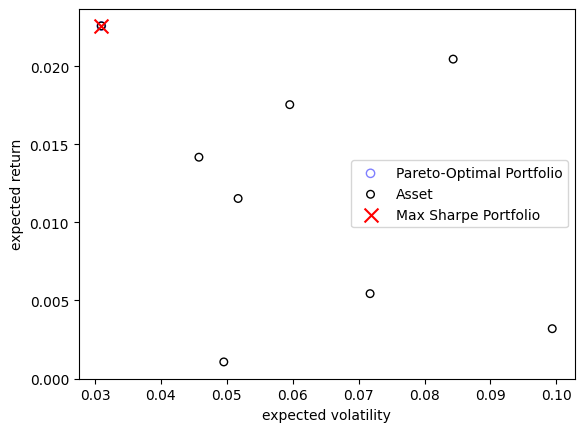 0.020
0.015
0.010
0.005
0.000
expected return
Pareto-Optimal Portfolio
Asset
Max Sharpe Portfolio
0.03 0.04 0.05 0.06 0.07 0.08 0.09 0.10
expected volatility